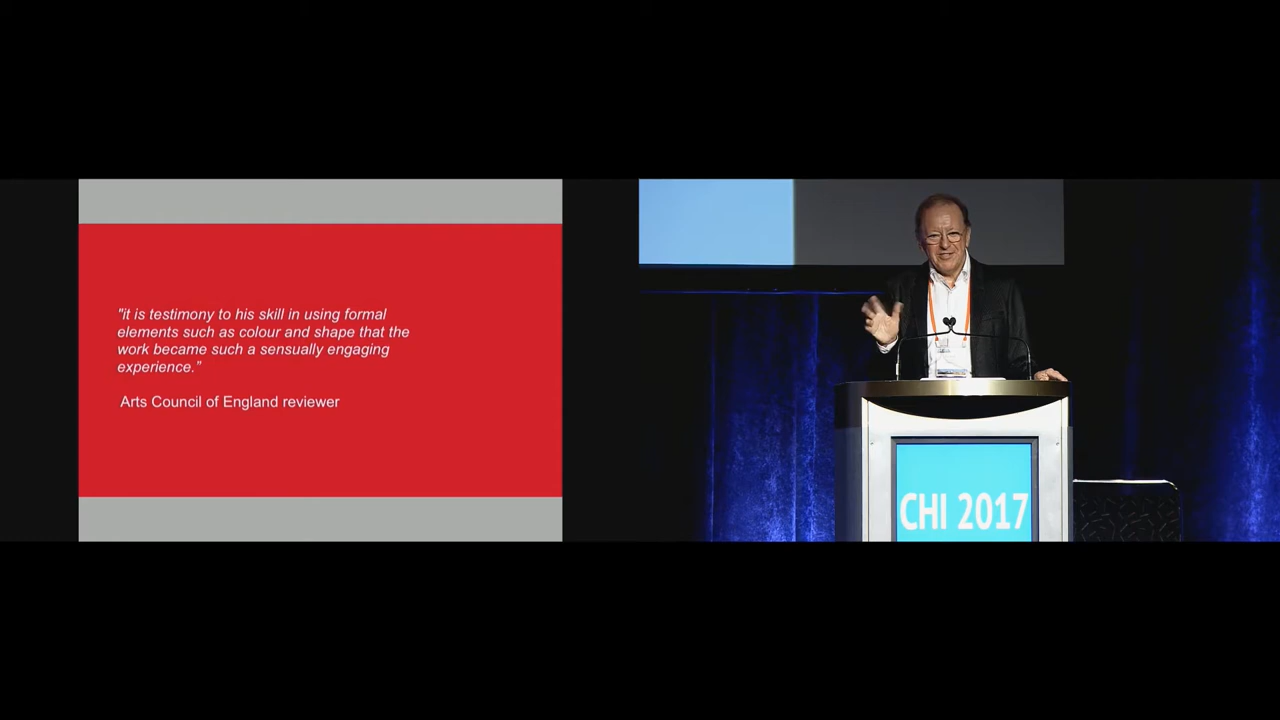 "it is testimony to his skill in using formal
elements such as colour and shape that the
work became such a sensually engaging
experience.”
Arts Council of England reviewer
CHI 2017